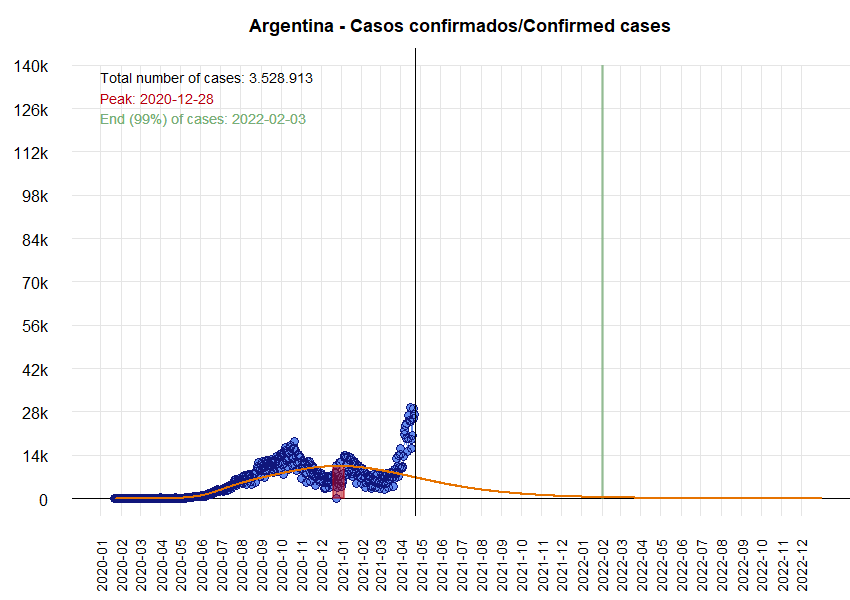 Argentina - Casos confirmados/Confirmed cases
140k
126k
112k
98k
84k
70k
56k
42k
28k
14k
0
Total number of cases: 3.528.913
Peak: 2020-12-28
End (99%) of cases: 2022-02-03
2020-01
2020-02
2020-03
2020-04
2020-05
2020-06
2020-07
2020-08
2020-09
2020-10
2020-11
2020-12
2021-01
2021-02
2021-03
2021-04
2021-05
2021-06
2021-07
2021-08
2021-09
2021-10
2021-11
2021-12
2022-01
2022-02
2022-03
2022-04
2022-05
2022-06
2022-07
2022-08
2022-09
2022-10
2022-11
2022-12